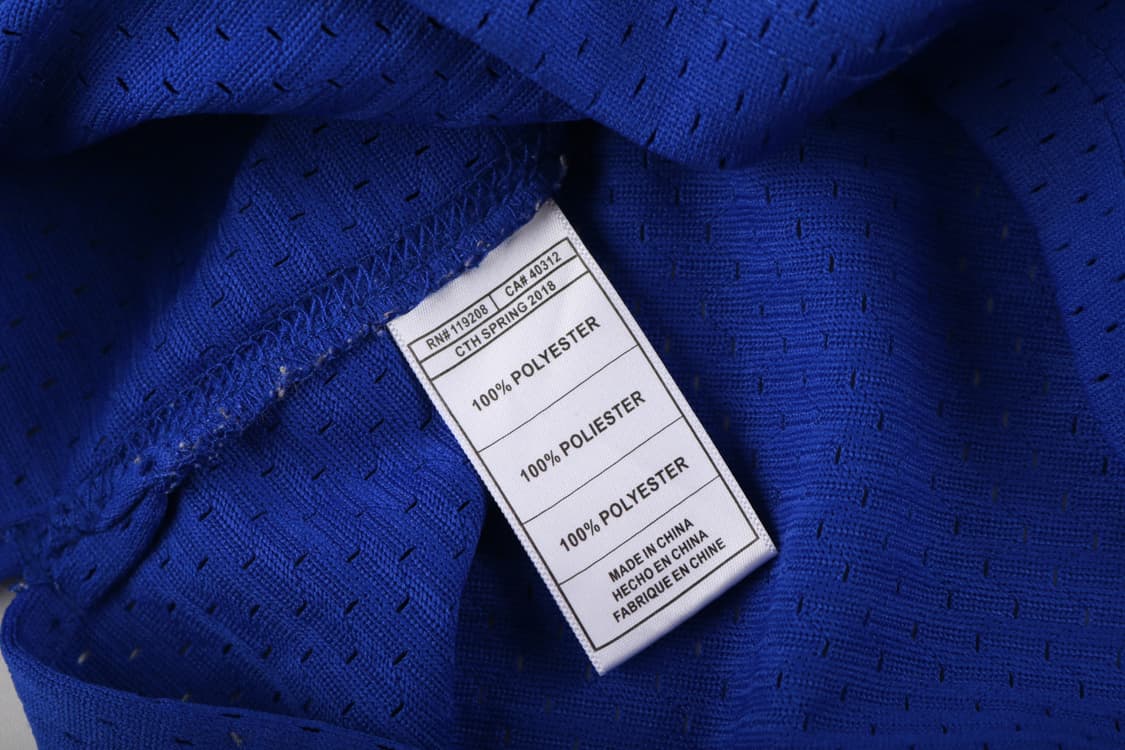 RN# 119208 CA# 40312
CTH SPRING 2018
100% POLYESTER
100% POLIESTER
100% POLYESTER
MADE IN CHINA
HECHO EN CHINA
FABRIQUE EN CHINE